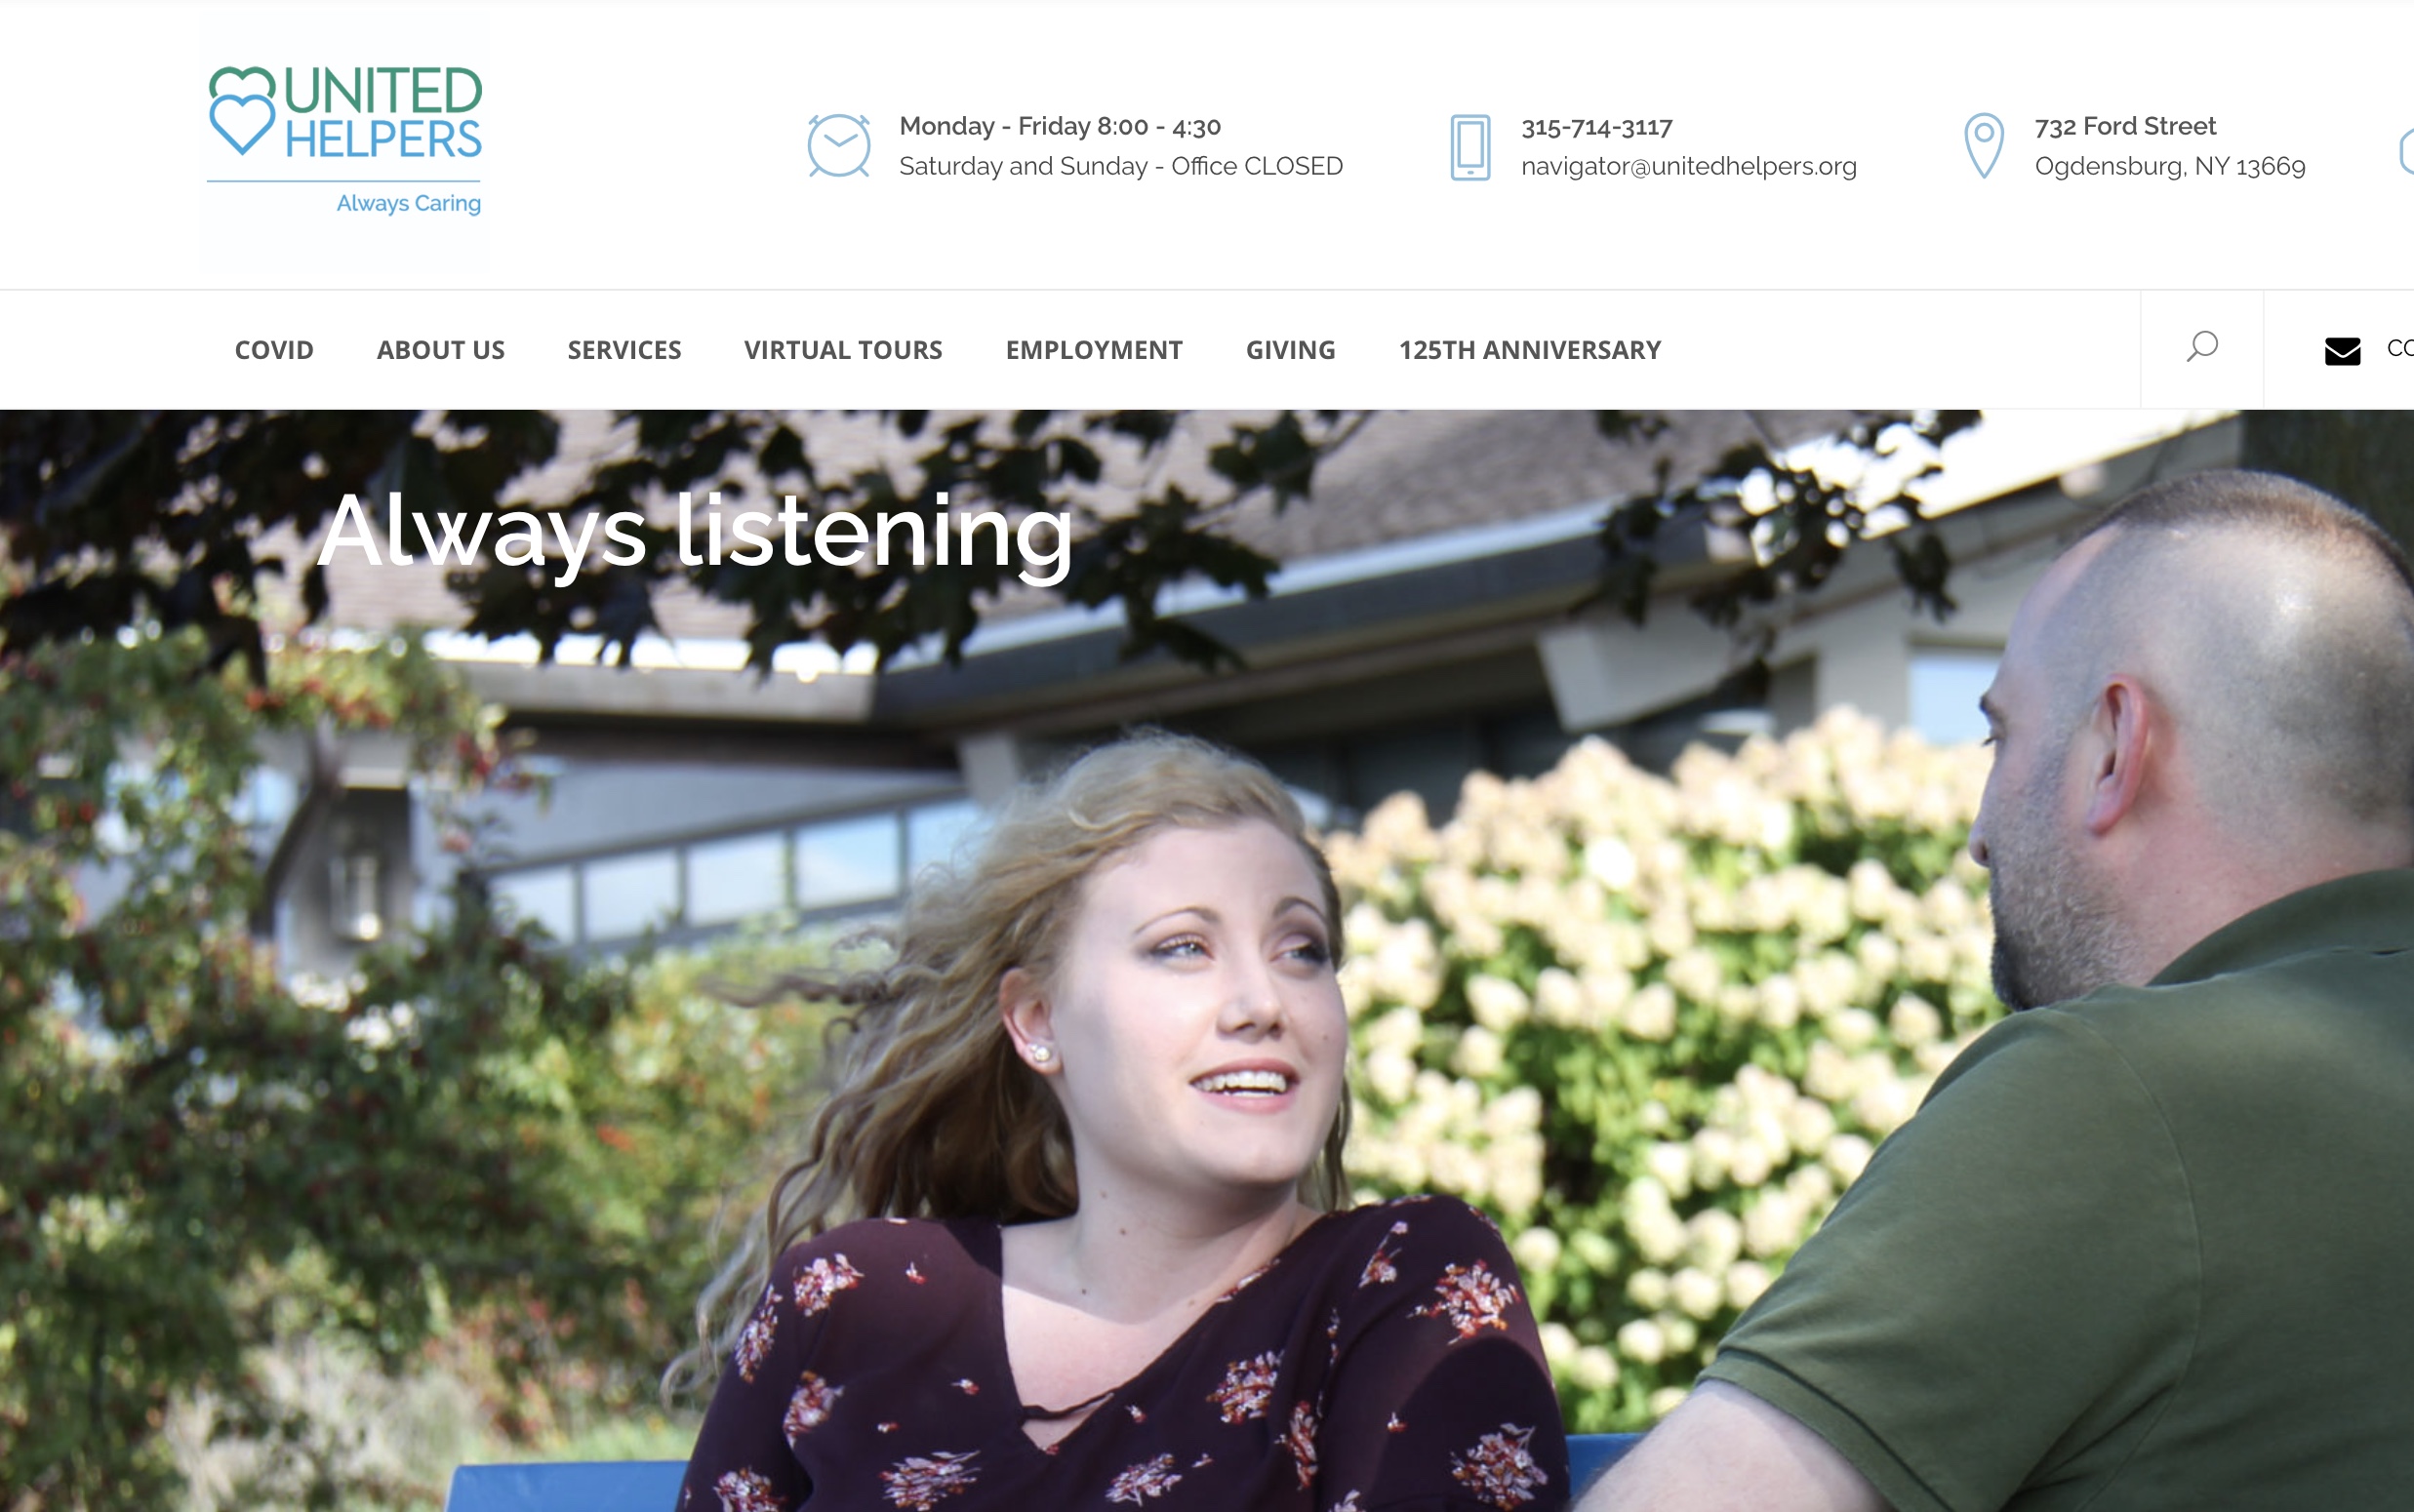 UNITED
HELPERS
Always Caring
Monday - Friday 8:00 - 4:30
Saturday and Sunday - Office CLOSED
315-714-3117
navigator@unitedhelpers.org
732 Ford Street
Ogdensburg, NY 13669
COVID
ABOUT US
SERVICES
VIRTUAL TOURS
EMPLOYMENT
GIVING
125TH ANNIVERSARY
Always listening